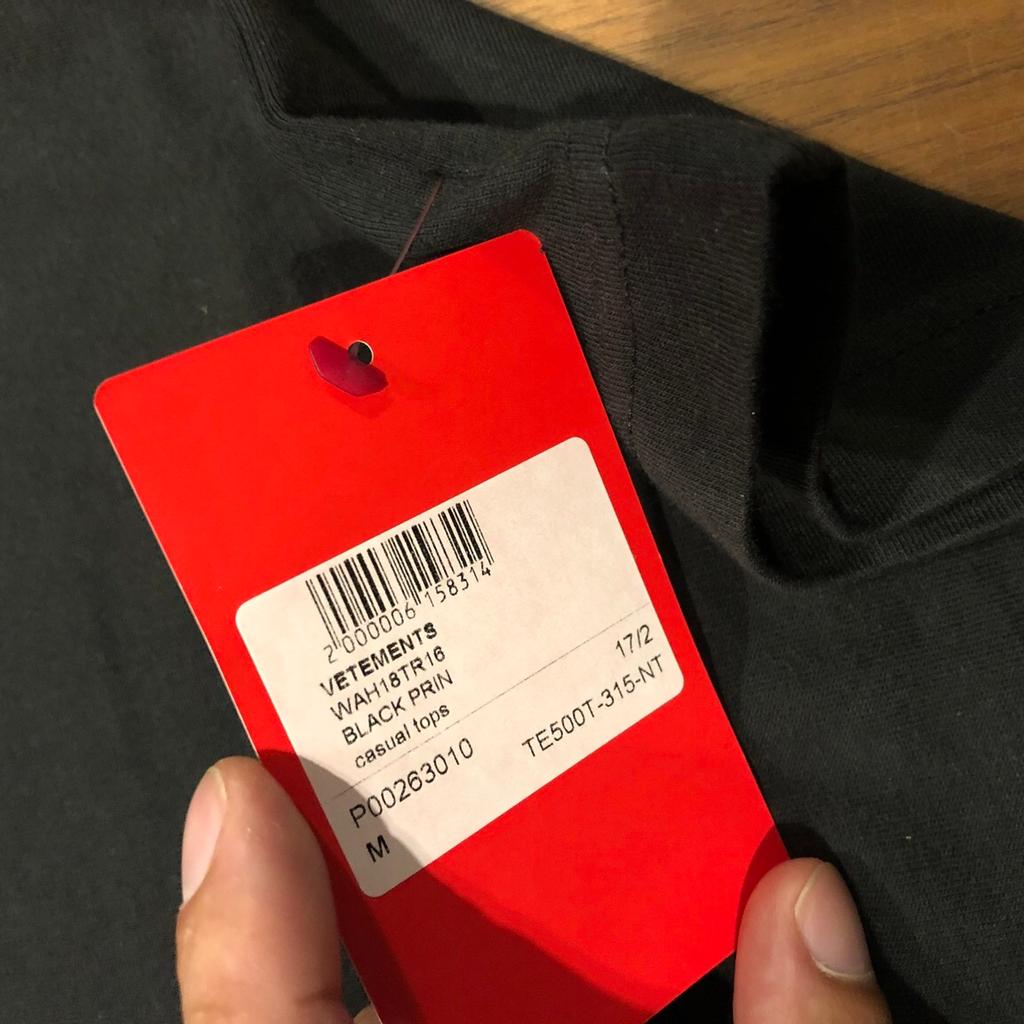 2 000006 158314
VETEMENTS
WAH18TR16
BLACK PRIN
casual tops
17/2
P00263010
TE500T-315-NT
M